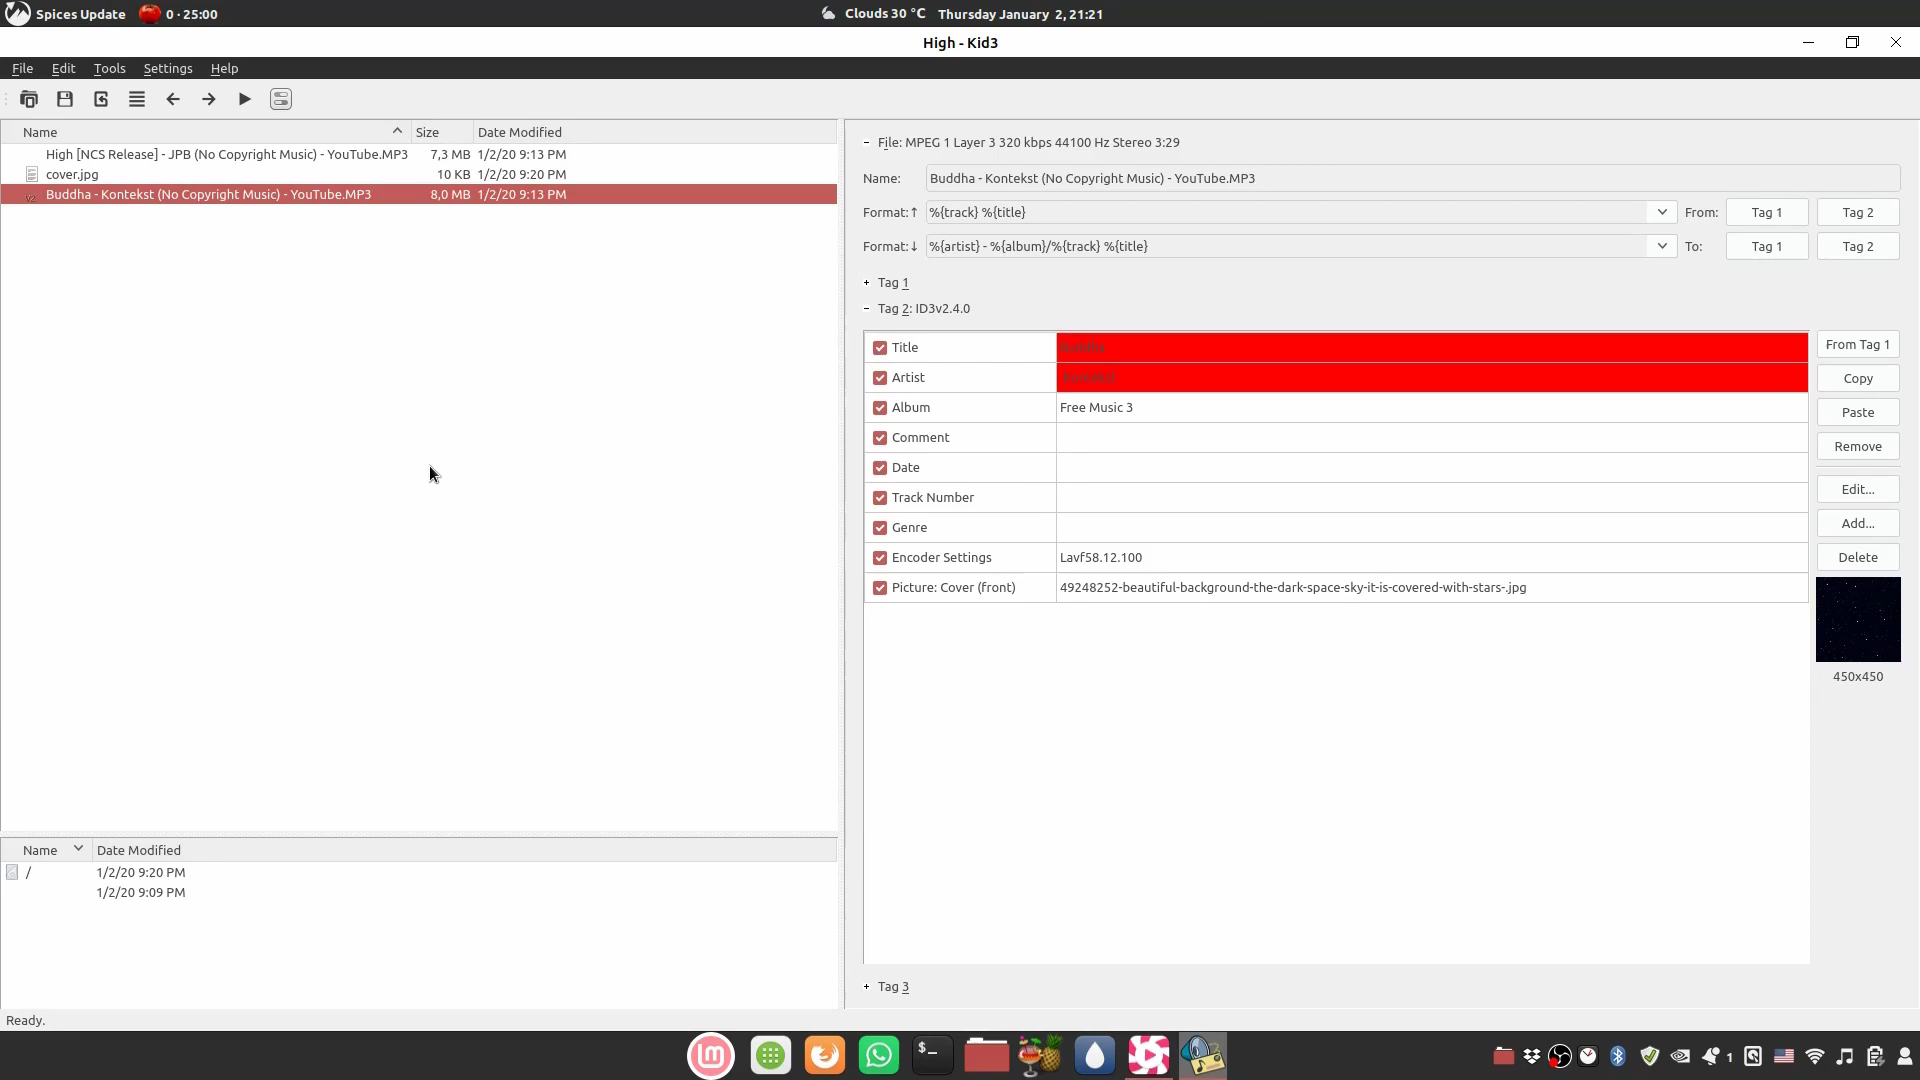 Spices Update 0 · 25:00 Clouds 30 °C Thursday January 2, 21:21
High - Kid3
File Edit Tools Settings Help
Name Size Date Modified
High [NCS Release] - JPB (No Copyright Music) - YouTube.MP3 7,3 MB 1/2/20 9:13 PM
cover.jpg 10 KB 1/2/20 9:20 PM
Buddha - Kontekst (No Copyright Music) - YouTube.MP3 8,0 MB 1/2/20 9:13 PM
Name Date Modified
/ 1/2/20 9:20 PM
1/2/20 9:09 PM
Ready.
File: MPEG 1 Layer 3 320 kbps 44100 Hz Stereo 3:29
Name: Buddha - Kontekst (No Copyright Music) - YouTube.MP3
Format:↑ %{track} %{title} From: Tag 1 Tag 2
Format:↓ %{artist} - %{album}/%{track} %{title} To: Tag 1 Tag 2
Tag 1
Tag 2: ID3v2.4.0
Title Buddha
Artist Kontekst
Album Free Music 3
Comment
Date
Track Number
Genre
Encoder Settings Lavf58.12.100
Picture: Cover (front) 49248252-beautiful-background-the-dark-space-sky-it-is-covered-with-stars-.jpg
From Tag 1
Copy
Paste
Remove
Edit...
Add...
Delete
450x450
Tag 3
1